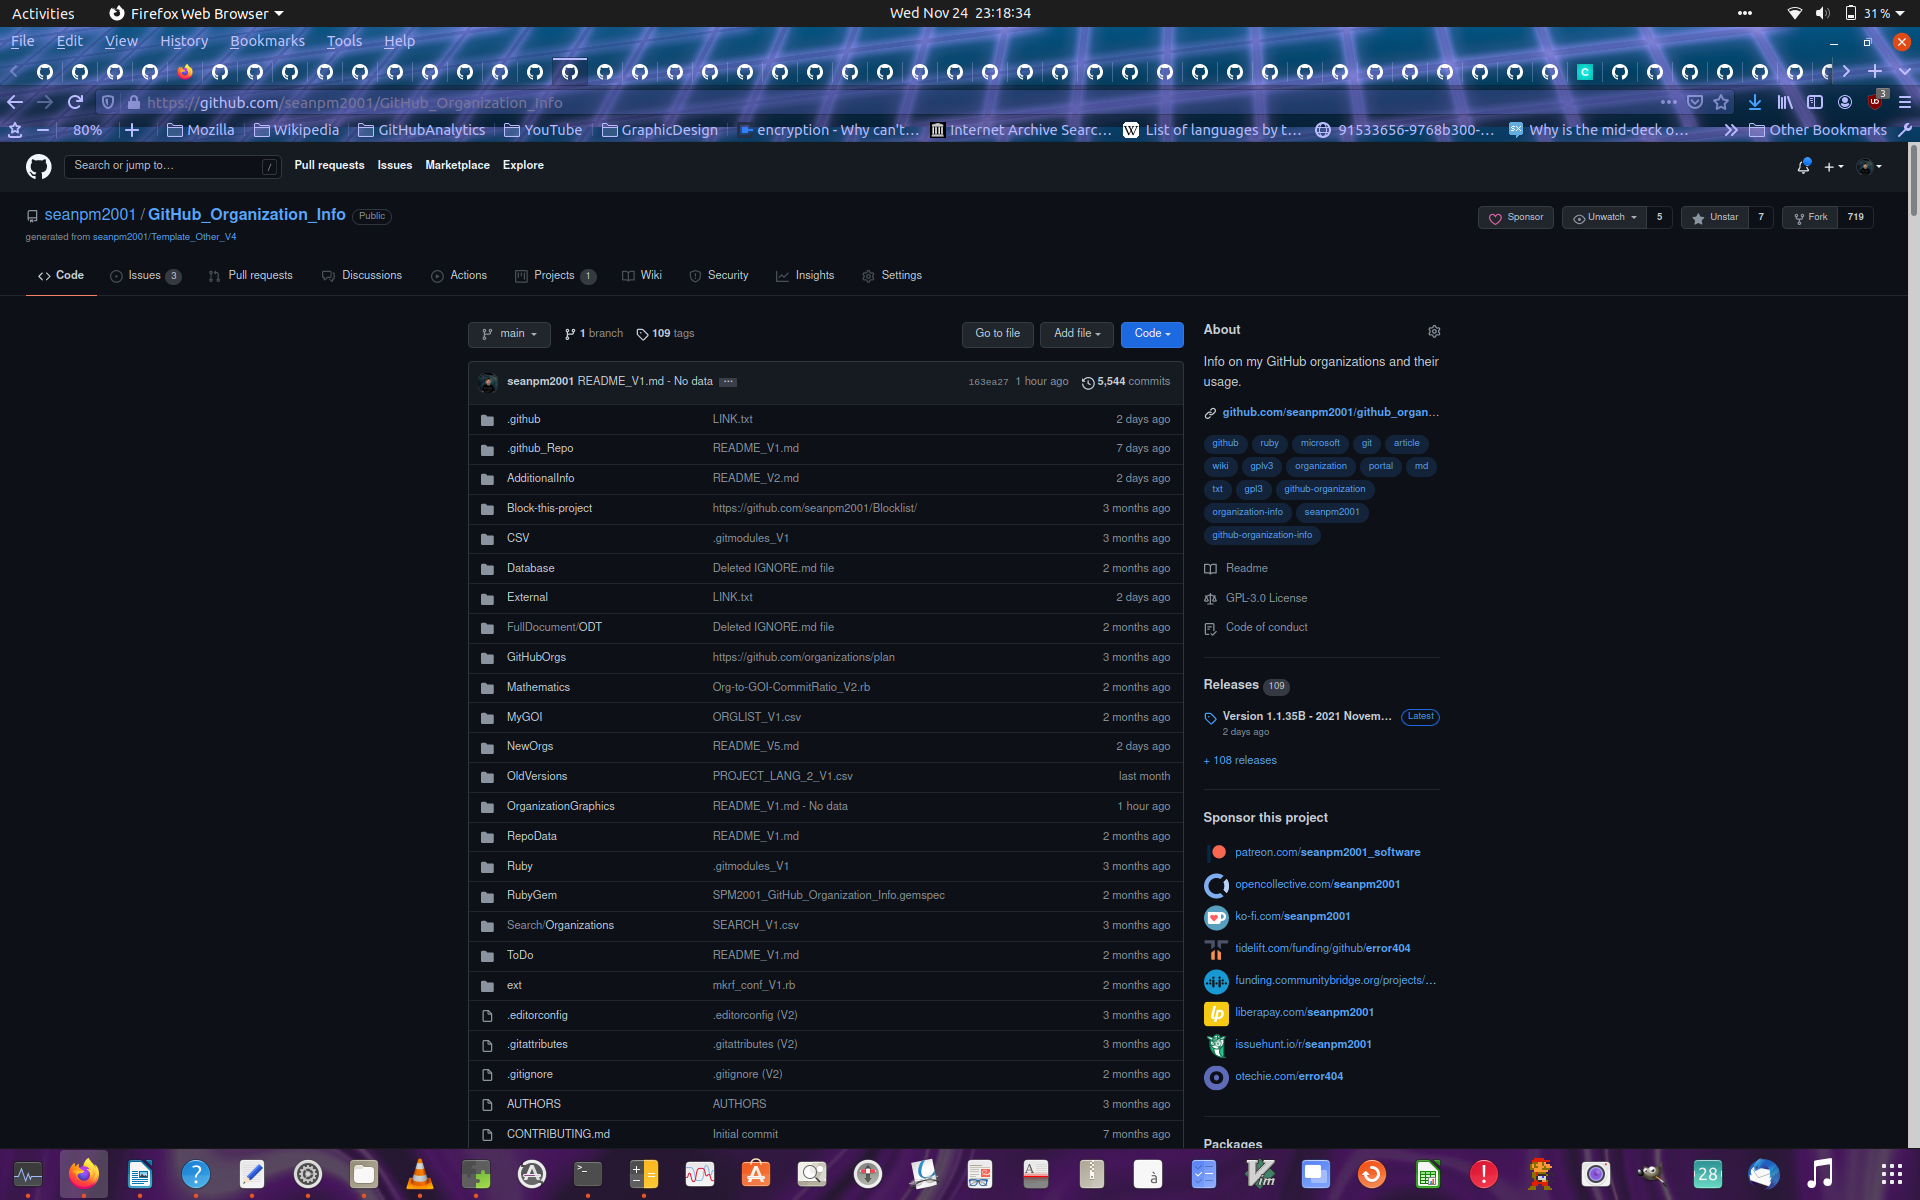 Activities Firefox Web Browser Wed Nov 24 23:18:34 31 %
File Edit View History Bookmarks Tools Help
https://github.com/seanpm2001/GitHub_Organization_Info 3
80% Mozilla Wikipedia GitHubAnalytics YouTube GraphicDesign encryption - Why can't… Internet Archive Searc… List of languages by t… 91533656-9768b300-… Why is the mid-deck o… Other Bookmarks
Search or jump to… / Pull requests Issues Marketplace Explore
seanpm2001 / GitHub_Organization_Info Public Sponsor Unwatch 5 Unstar 7 Fork 719
generated from seanpm2001/Template_Other_V4
Code Issues 3 Pull requests Discussions Actions Projects 1 Wiki Security Insights Settings
main 1 branch 109 tags Go to file Add file Code
seanpm2001 README_V1.md - No data 163ea27 1 hour ago 5,544 commits
.github LINK.txt 2 days ago
.github_Repo README_V1.md 7 days ago
AdditionalInfo README_V2.md 2 days ago
Block-this-project https://github.com/seanpm2001/Blocklist/ 3 months ago
CSV .gitmodules_V1 3 months ago
Database Deleted IGNORE.md file 2 months ago
External LINK.txt 2 days ago
FullDocument/ODT Deleted IGNORE.md file 2 months ago
GitHubOrgs https://github.com/organizations/plan 3 months ago
Mathematics Org-to-GOI-CommitRatio_V2.rb 2 months ago
MyGOI ORGLIST_V1.csv 2 months ago
NewOrgs README_V5.md 2 days ago
OldVersions PROJECT_LANG_2_V1.csv last month
OrganizationGraphics README_V1.md - No data 1 hour ago
RepoData README_V1.md 2 months ago
Ruby .gitmodules_V1 3 months ago
RubyGem SPM2001_GitHub_Organization_Info.gemspec 2 months ago
Search/Organizations SEARCH_V1.csv 3 months ago
ToDo README_V1.md 2 months ago
ext mkrf_conf_V1.rb 2 months ago
.editorconfig .editorconfig (V2) 3 months ago
.gitattributes .gitattributes (V2) 3 months ago
.gitignore .gitignore (V2) 2 months ago
AUTHORS AUTHORS 3 months ago
CONTRIBUTING.md Initial commit 7 months ago
About
Info on my GitHub organizations and their
usage.
github.com/seanpm2001/github_organ…
github ruby microsoft git article
wiki gplv3 organization portal md
txt gpl3 github-organization
organization-info seanpm2001
github-organization-info
Readme
GPL-3.0 License
Code of conduct
Releases 109
Version 1.1.35B - 2021 Novem… Latest
2 days ago
+ 108 releases
Sponsor this project
patreon.com/seanpm2001_software
opencollective.com/seanpm2001
ko-fi.com/seanpm2001
tidelift.com/funding/github/error404
funding.communitybridge.org/projects/…
liberapay.com/seanpm2001
issuehunt.io/r/seanpm2001
otechie.com/error404
Packages
28